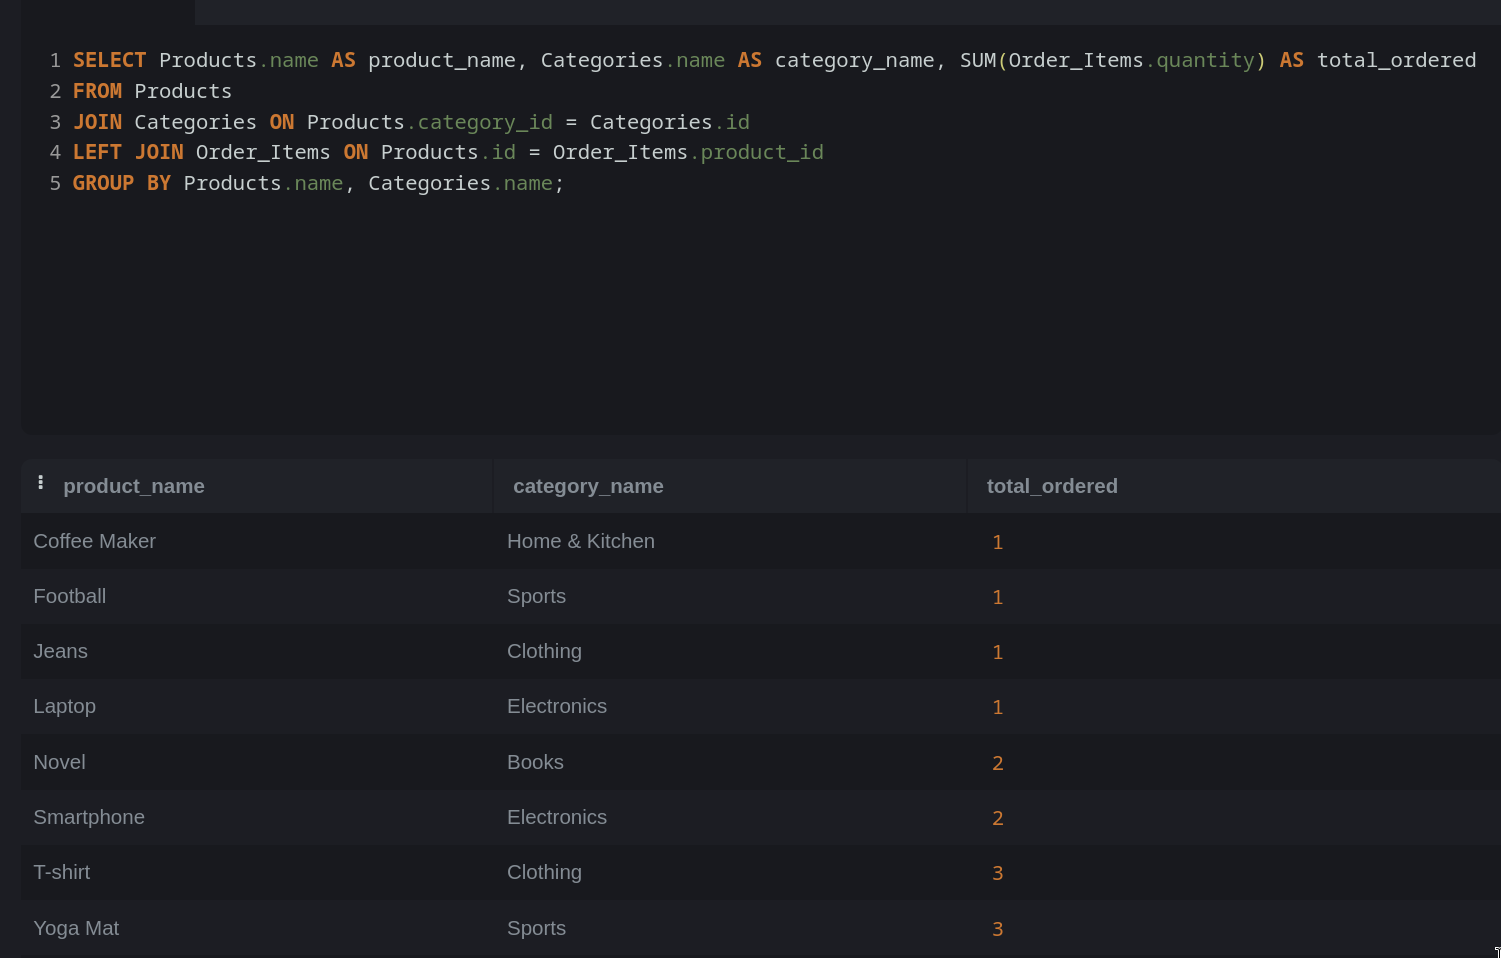 1 SELECT Products.name AS product_name, Categories.name AS category_name, SUM(Order_Items.quantity) AS total_ordered
2 FROM Products
3 JOIN Categories ON Products.category_id = Categories.id
4 LEFT JOIN Order_Items ON Products.id = Order_Items.product_id
5 GROUP BY Products.name, Categories.name;
product_name category_name total_ordered
Coffee Maker Home & Kitchen 1
Football Sports 1
Jeans Clothing 1
Laptop Electronics 1
Novel Books 2
Smartphone Electronics 2
T-shirt Clothing 3
Yoga Mat Sports 3